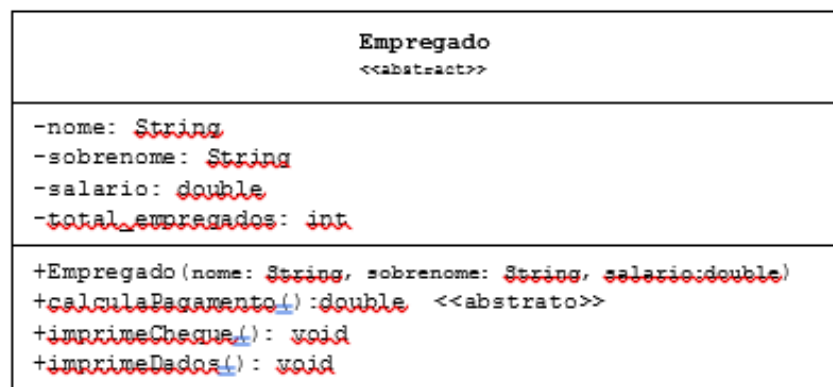 Empregado
<<abstract>>
-nome: String
-sobrenome: String
-salario: double
-total_empregados: int
+Empregado(nome: String, sobrenome: String, salario:double)
+calculaPagamento():double <<abstrato>>
+imprimeCheque(): void
+imprimeDados(): void